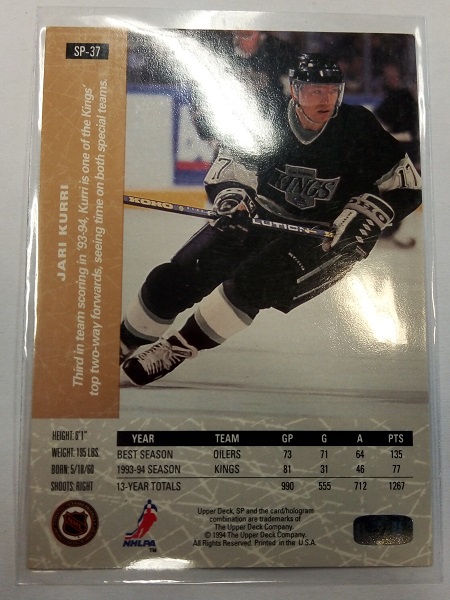 SP-37
JARI KURRI
Third in team scoring in '93-94, Kurri is one of the Kings'
top two-way forwards, seeing time on both special teams.
17
KINGS
17
KOHO
LUTION
HEIGHT: 6'1"
WEIGHT: 195 LBS.
BORN: 5/18/60
SHOOTS: RIGHT
YEAR TEAM GP G A PTS
BEST SEASON OILERS 73 71 64 135
1993-94 SEASON KINGS 81 31 46 77
13-YEAR TOTALS 990 555 712 1267
NHLPA
TM
Upper Deck, SP and the card/hologram
combination are trademarks of
The Upper Deck Company.
© 1994 The Upper Deck Company.
All Rights Reserved. Printed in the U.S.A.